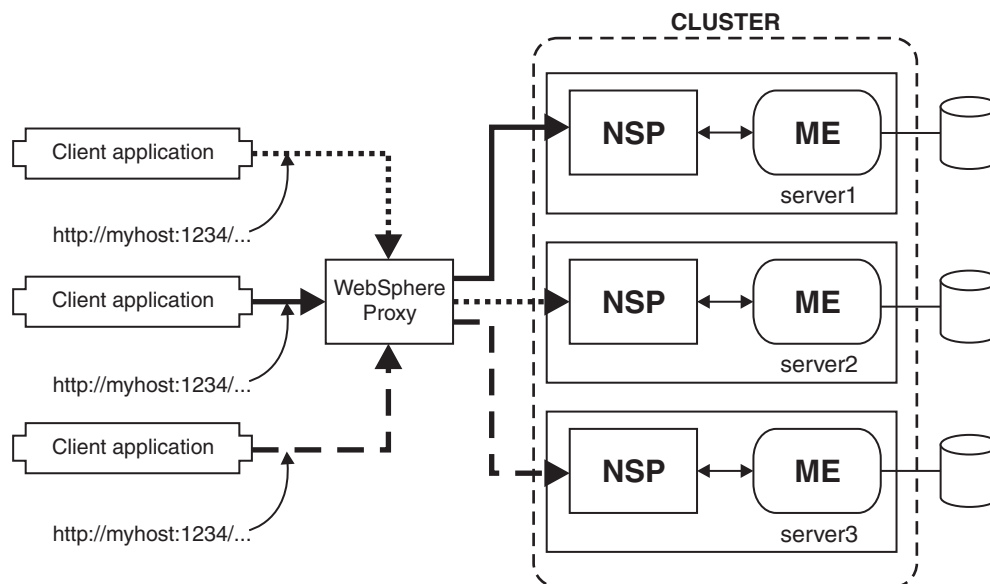 CLUSTER
Client application
http://myhost:1234/...
Client application
http://myhost:1234/...
Client application
http://myhost:1234/...
WebSphere
Proxy
NSP
ME
server1
NSP
ME
server2
NSP
ME
server3